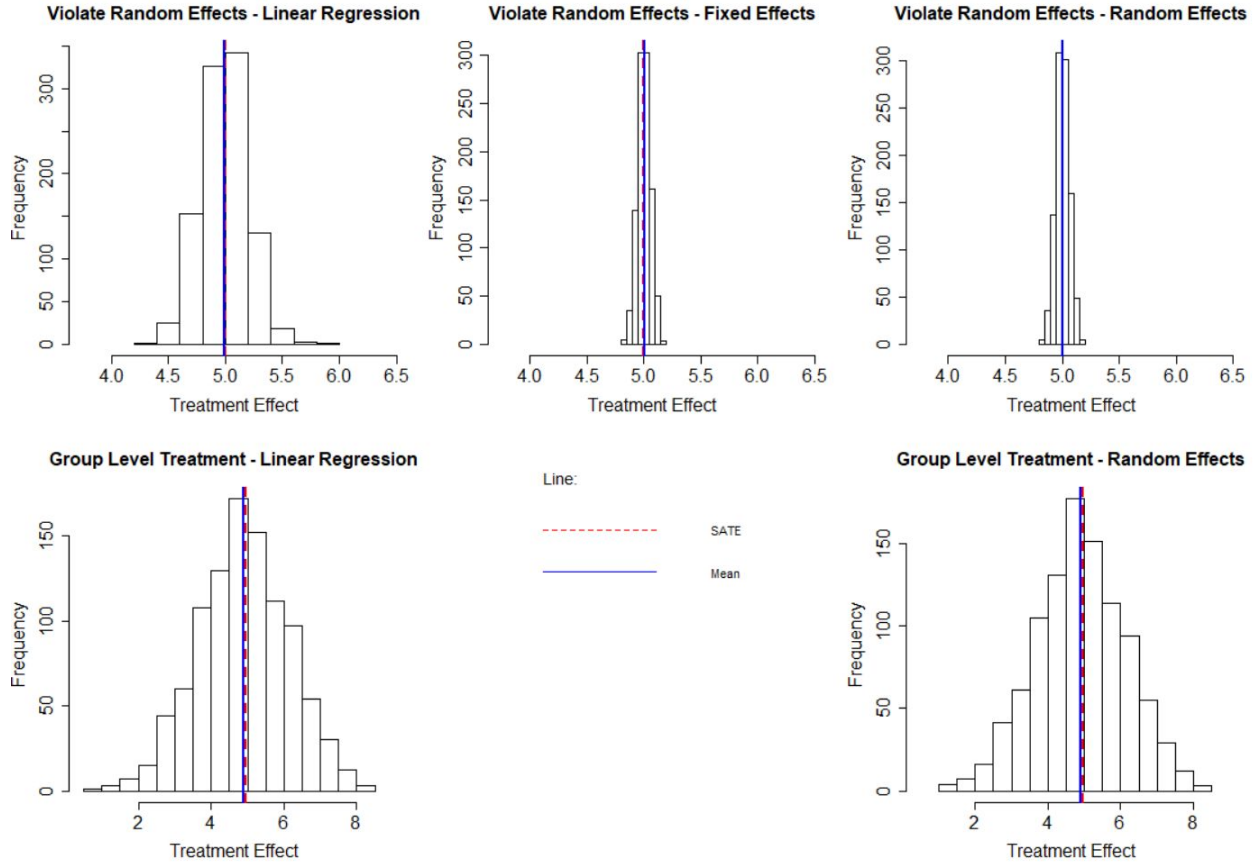 Violate Random Effects - Linear Regression
Frequency
0
50
100
200
300
4.0 4.5 5.0 5.5 6.0 6.5
Treatment Effect
Violate Random Effects - Fixed Effects
Frequency
0
50
100
150
200
250
300
4.0 4.5 5.0 5.5 6.0 6.5
Treatment Effect
Violate Random Effects - Random Effects
Frequency
0
50
100
150
200
250
300
4.0 4.5 5.0 5.5 6.0 6.5
Treatment Effect
Group Level Treatment - Linear Regression
Frequency
0
50
100
150
2 4 6 8
Treatment Effect
Line:
SATE
Mean
Group Level Treatment - Random Effects
Frequency
0
50
100
150
2 4 6 8
Treatment Effect